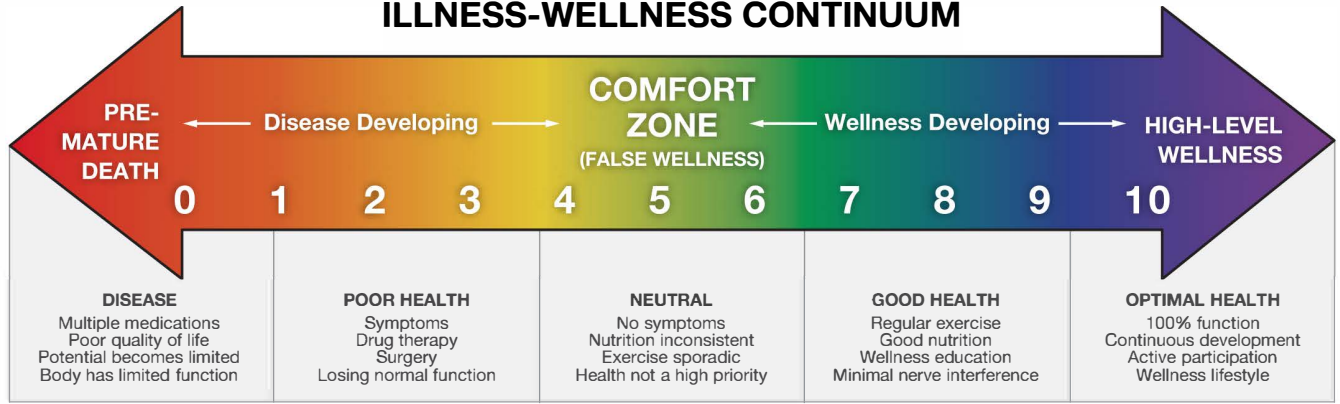 ILLNESS-WELLNESS CONTINUUM
PRE-
MATURE
DEATH
Disease Developing
COMFORT
ZONE
(FALSE WELLNESS)
Wellness Developing
HIGH-LEVEL
WELLNESS
0 1 2 3 4 5 6 7 8 9 10
DISEASE
Multiple medications
Poor quality of life
Potential becomes limited
Body has limited function
POOR HEALTH
Symptoms
Drug therapy
Surgery
Losing normal function
NEUTRAL
No symptoms
Nutrition inconsistent
Exercise sporadic
Health not a high priority
GOOD HEALTH
Regular exercise
Good nutrition
Wellness education
Minimal nerve interference
OPTIMAL HEALTH
100% function
Continuous development
Active participation
Wellness lifestyle